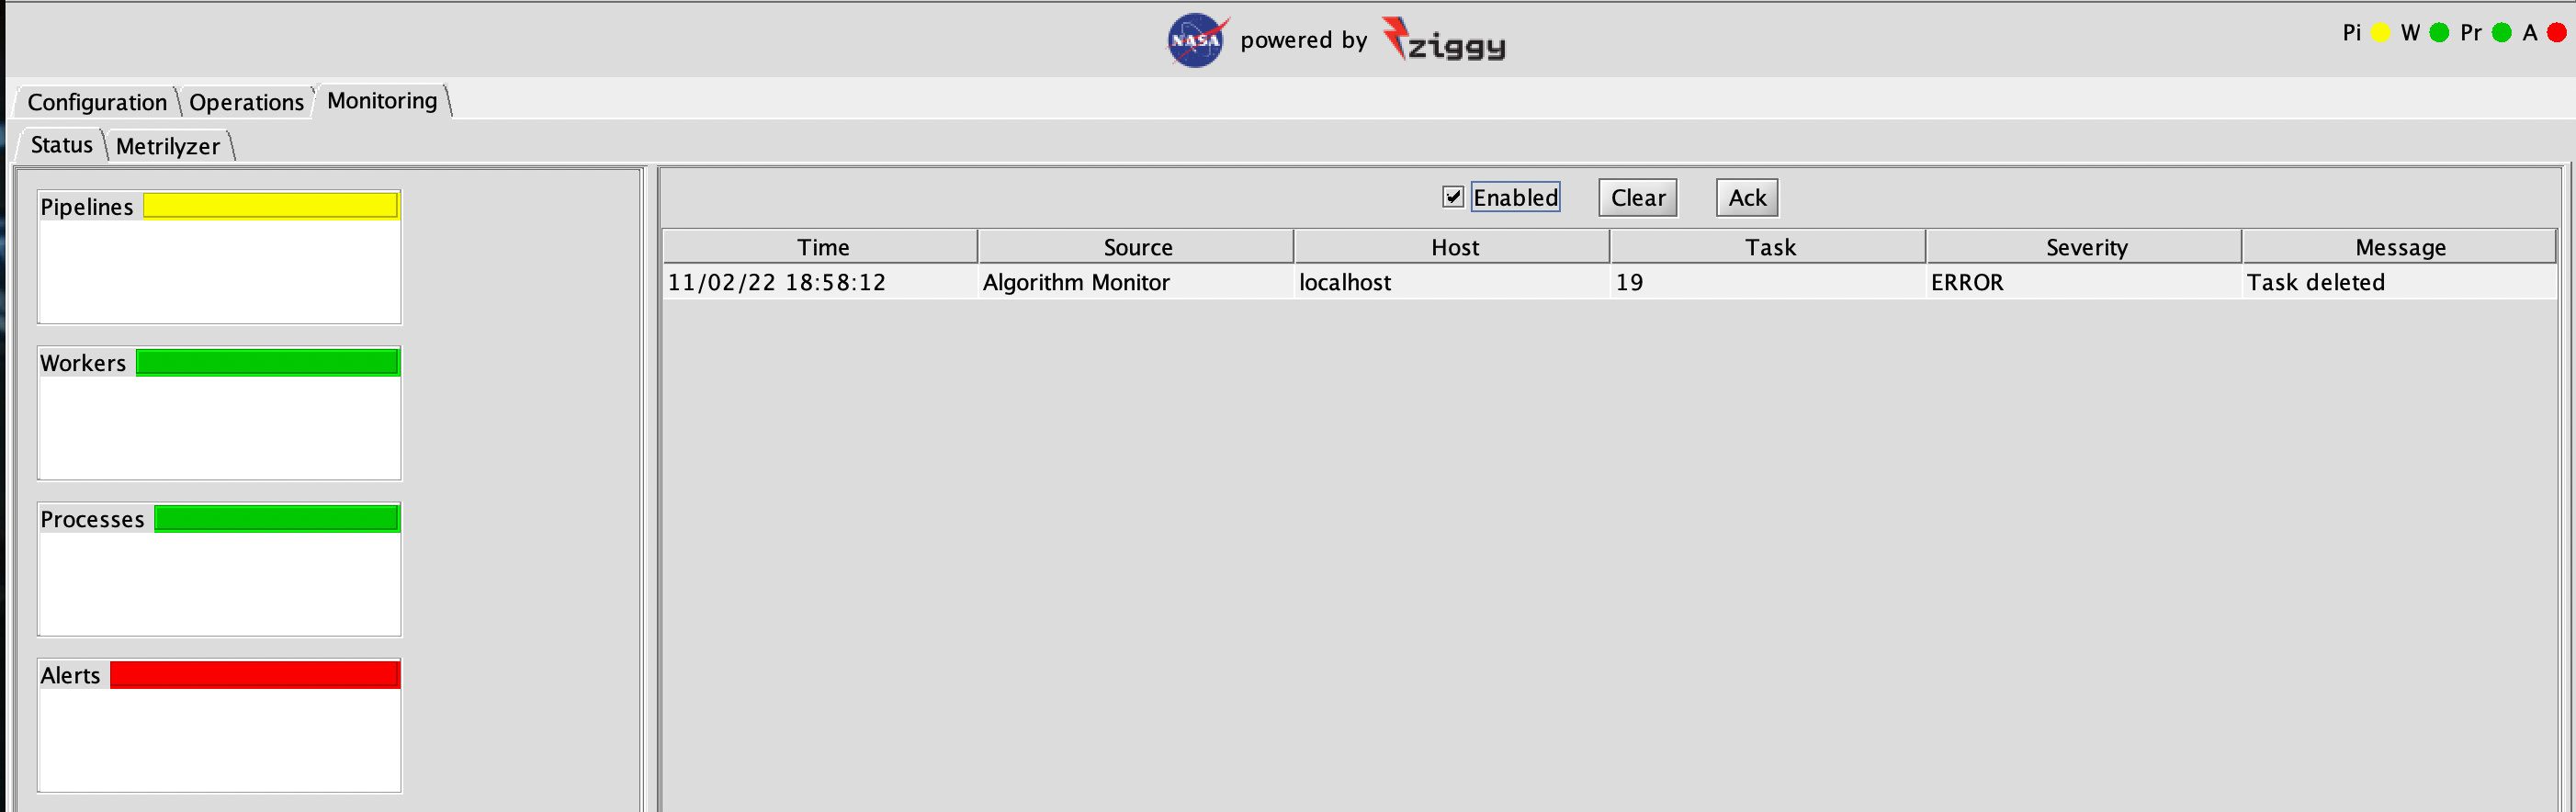 NASA powered by ziggy
Pi W Pr A
Configuration Operations Monitoring
Status Metrilyzer
Pipelines
Workers
Processes
Alerts
Enabled Clear Ack
Time Source Host Task Severity Message
11/02/22 18:58:12 Algorithm Monitor localhost 19 ERROR Task deleted